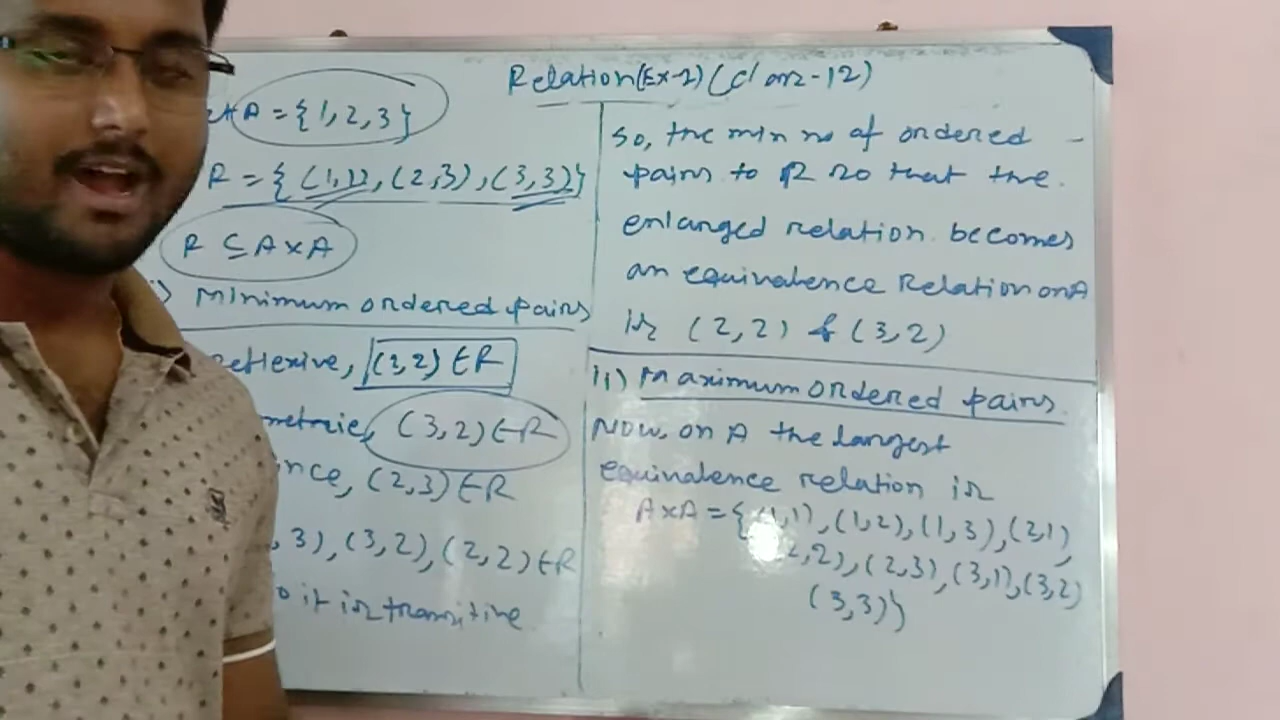 Relation(Ex-2)(Class-12)
A = {1,2,3}
R = {(1,1),(2,3),(3,3)}
R ⊆ A×A
i) Minimum ordered pairs
reflexive, (2,2) ∈ R
metric, (3,2) ∈ R
ince, (2,3) ∈ R
,3),(3,2),(2,2) ∈ R
o it is transitive
So, the min no of ordered
pairs to R so that the
enlarged relation becomes
an equivalence Relation on A
is (2,2) & (3,2)
ii) Maximum ordered pairs
Now, on A the largest
equivalence relation is
A×A = {(1,1),(1,2),(1,3),(2,1),
2,2),(2,3),(3,1),(3,2)
(3,3)}